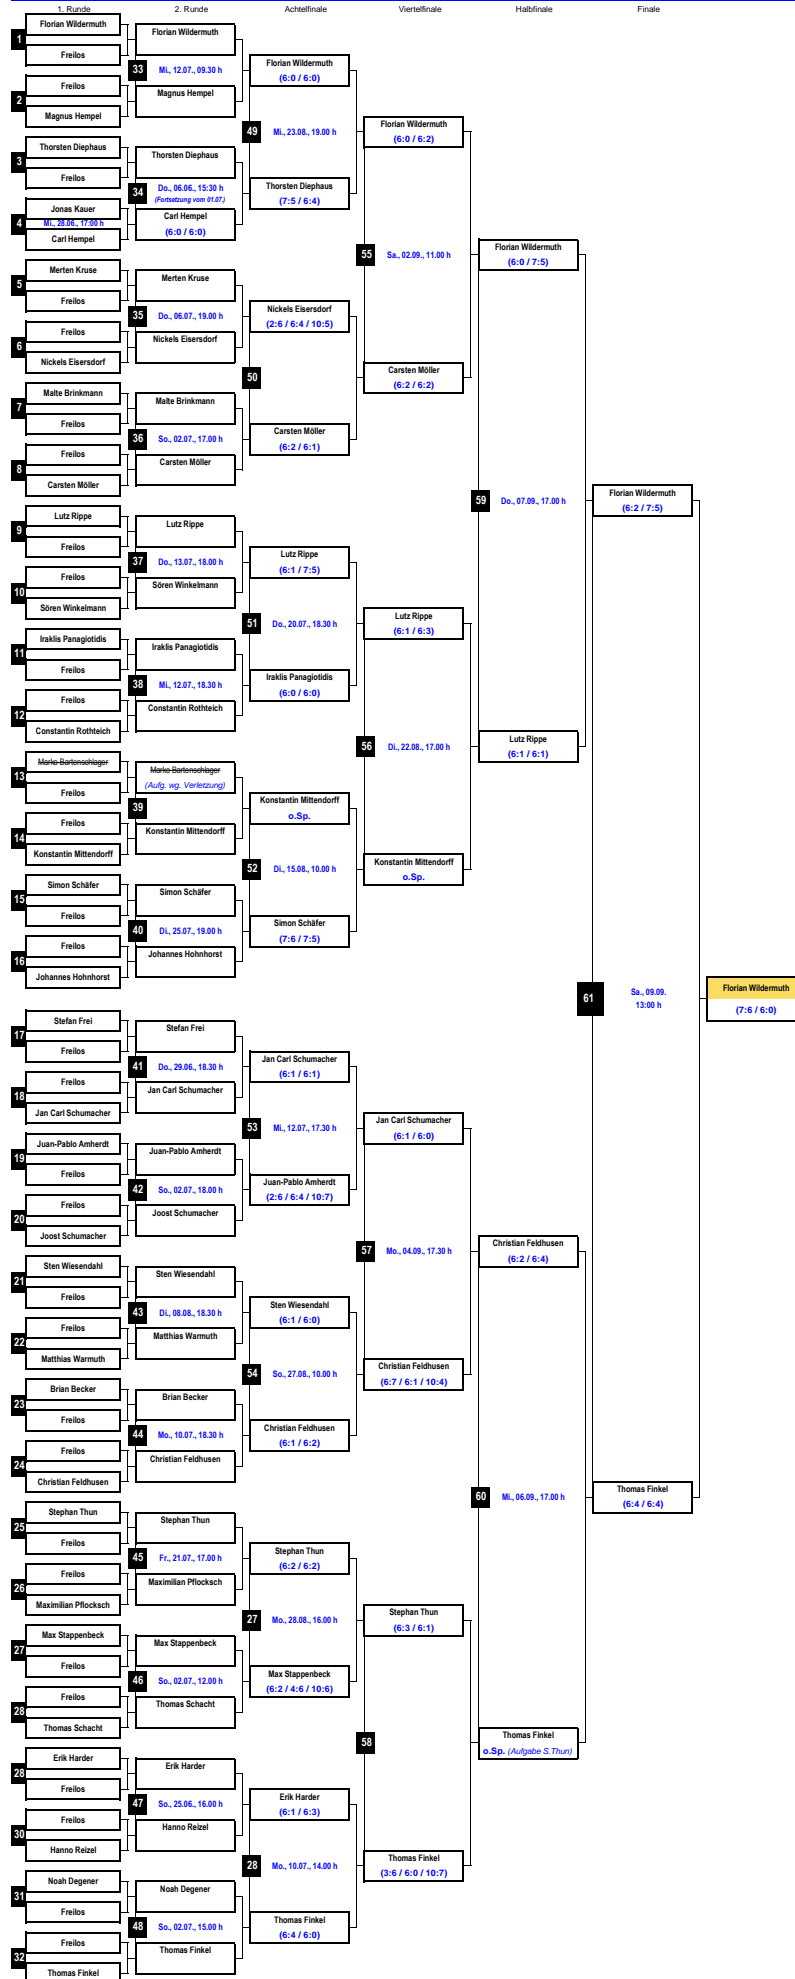 1. Runde
2. Runde
Achtelfinale
Viertelfinale
Halbfinale
Finale
1
Florian Wildermuth
Freilos
2
Freilos
Magnus Hempel
3
Thorsten Diephaus
Freilos
4
Jonas Kauer
Mi., 28.06., 17:00 h
Carl Hempel
5
Merten Kruse
Freilos
6
Freilos
Nickels Eisersdorf
7
Malte Brinkmann
Freilos
8
Freilos
Carsten Möller
9
Lutz Rippe
Freilos
10
Freilos
Sören Winkelmann
11
Iraklis Panagiotidis
Freilos
12
Freilos
Constantin Rothteich
13
Marko Bartenschlager
Freilos
14
Freilos
Konstantin Mittendorff
15
Simon Schäfer
Freilos
16
Freilos
Johannes Hohnhorst
17
Stefan Frei
Freilos
18
Freilos
Jan Carl Schumacher
19
Juan-Pablo Amherdt
Freilos
20
Freilos
Joost Schumacher
21
Sten Wiesendahl
Freilos
22
Freilos
Matthias Warmuth
23
Brian Becker
Freilos
24
Freilos
Christian Feldhusen
25
Stephan Thun
Freilos
26
Freilos
Maximilian Pflocksch
27
Max Stappenbeck
Freilos
28
Freilos
Thomas Schacht
28
Erik Harder
Freilos
30
Freilos
Hanno Reizel
31
Noah Degener
Freilos
32
Freilos
Thomas Finkel
Florian Wildermuth
33
Mi., 12.07., 09.30 h
Magnus Hempel
Thorsten Diephaus
34
Do., 06.06., 15:30 h
(Fortsetzung vom 01.07.)
Carl Hempel
(6:0 / 6:0)
Merten Kruse
35
Do., 06.07., 19.00 h
Nickels Eisersdorf
Malte Brinkmann
36
So., 02.07., 17.00 h
Carsten Möller
Lutz Rippe
37
Do., 13.07., 18.00 h
Sören Winkelmann
Iraklis Panagiotidis
38
Mi., 12.07., 18.30 h
Constantin Rothteich
Marko Bartenschlager
(Aufg. wg. Verletzung)
39
Konstantin Mittendorff
Simon Schäfer
40
Di., 25.07., 19.00 h
Johannes Hohnhorst
Stefan Frei
41
Do., 29.06., 18.30 h
Jan Carl Schumacher
Juan-Pablo Amherdt
42
So., 02.07., 18.00 h
Joost Schumacher
Sten Wiesendahl
43
Di., 08.08., 18.30 h
Matthias Warmuth
Brian Becker
44
Mo., 10.07., 18.30 h
Christian Feldhusen
Stephan Thun
45
Fr., 21.07., 17.00 h
Maximilian Pflocksch
Max Stappenbeck
46
So., 02.07., 12.00 h
Thomas Schacht
Erik Harder
47
So., 25.06., 16.00 h
Hanno Reizel
Noah Degener
48
So., 02.07., 15.00 h
Thomas Finkel
Florian Wildermuth
(6:0 / 6:0)
49
Mi., 23.08., 19.00 h
Thorsten Diephaus
(7:5 / 6:4)
Nickels Eisersdorf
(2:6 / 6:4 / 10:5)
50
Carsten Möller
(6:2 / 6:1)
Lutz Rippe
(6:1 / 7:5)
51
Do., 20.07., 18.30 h
Iraklis Panagiotidis
(6:0 / 6:0)
Konstantin Mittendorff
o.Sp.
52
Di., 15.08., 10.00 h
Simon Schäfer
(7:6 / 7:5)
Jan Carl Schumacher
(6:1 / 6:1)
53
Mi., 12.07., 17.30 h
Juan-Pablo Amherdt
(2:6 / 6:4 / 10:7)
Sten Wiesendahl
(6:1 / 6:0)
54
So., 27.08., 10.00 h
Christian Feldhusen
(6:1 / 6:2)
Stephan Thun
(6:2 / 6:2)
27
Mo., 28.08., 16.00 h
Max Stappenbeck
(6:2 / 4:6 / 10:6)
Erik Harder
(6:1 / 6:3)
28
Mo., 10.07., 14.00 h
Thomas Finkel
(6:4 / 6:0)
Florian Wildermuth
(6:0 / 6:2)
55
Sa., 02.09., 11.00 h
Carsten Möller
(6:2 / 6:2)
Lutz Rippe
(6:1 / 6:3)
56
Di., 22.08., 17.00 h
Konstantin Mittendorff
o.Sp.
Jan Carl Schumacher
(6:1 / 6:0)
57
Mo., 04.09., 17.30 h
Christian Feldhusen
(6:7 / 6:1 / 10:4)
Stephan Thun
(6:3 / 6:1)
58
Thomas Finkel
(3:6 / 6:0 / 10:7)
Florian Wildermuth
(6:0 / 7:5)
59
Do., 07.09., 17.00 h
Lutz Rippe
(6:1 / 6:1)
Christian Feldhusen
(6:2 / 6:4)
60
Mi., 06.09., 17.00 h
Thomas Finkel
o.Sp. (Aufgabe S.Thun)
Florian Wildermuth
(6:2 / 7:5)
61
Sa., 09.09.
13:00 h
Thomas Finkel
(6:4 / 6:4)
Florian Wildermuth
(7:6 / 6:0)